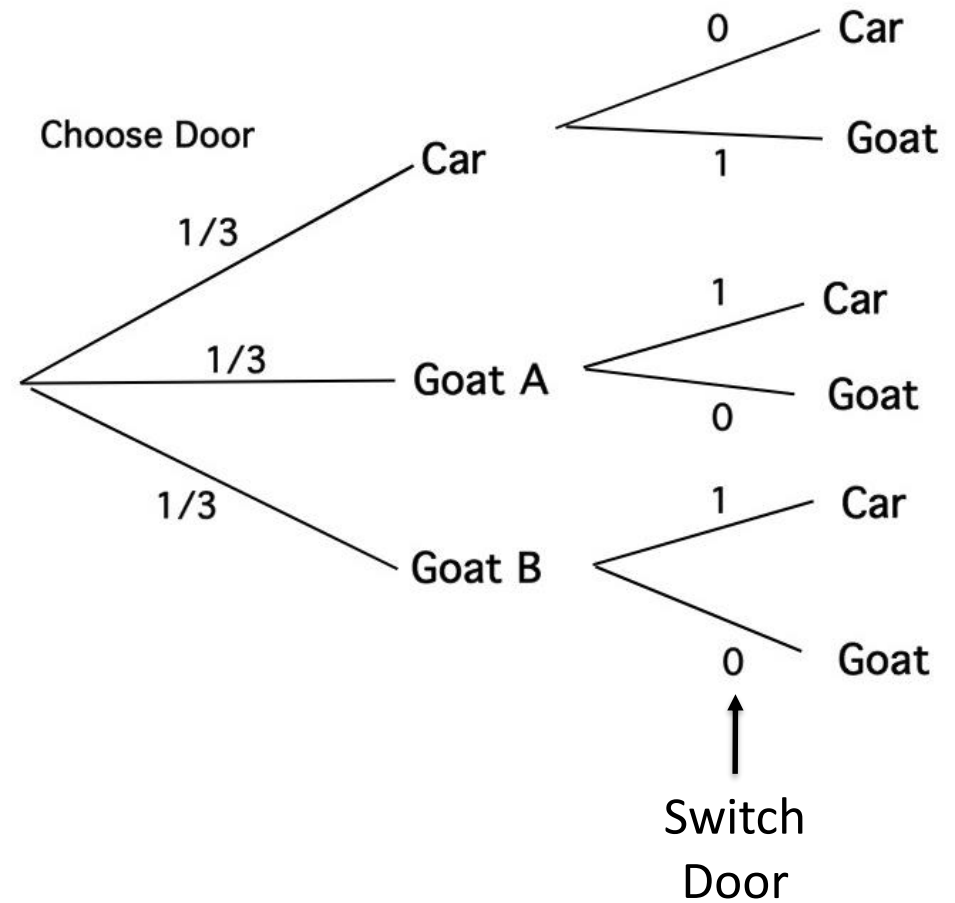 0
Car
Choose Door
Car
Goat
1
1/3
1
Car
1/3
Goat A
Goat
0
1
Car
1/3
Goat B
0
Goat
Switch
Door